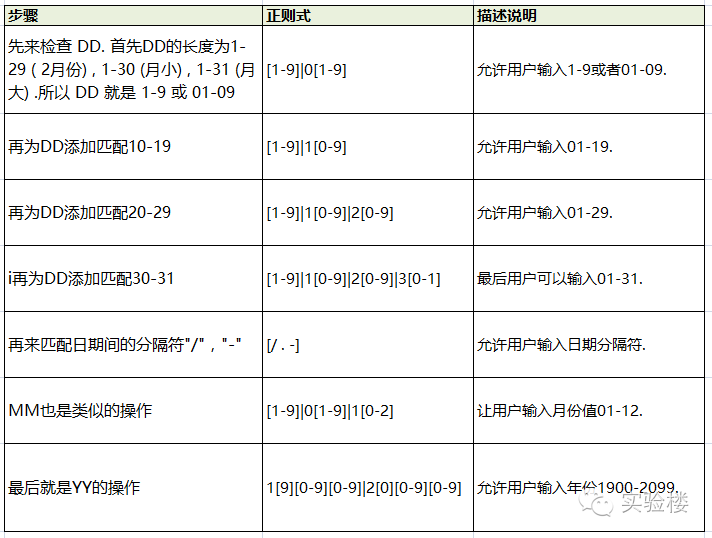 步骤 正则式 描述说明
先来检查 DD. 首先DD的长度为1-
29 ( 2月份) , 1-30 (月小) , 1-31 (月
大) .所以 DD 就是 1-9 或 01-09
[1-9]|0[1-9]
允许用户输入1-9或者01-09.
再为DD添加匹配10-19 [1-9]|1[0-9] 允许用户输入01-19.
再为DD添加匹配20-29 [1-9]|1[0-9]|2[0-9] 允许用户输入01-29.
i再为DD添加匹配30-31 [1-9]|1[0-9]|2[0-9]|3[0-1] 最后用户可以输入01-31.
再来匹配日期间的分隔符"/" , "-" [/ . -] 允许用户输入日期分隔符.
MM也是类似的操作 [1-9]|0[1-9]|1[0-2] 让用户输入月份值01-12.
最后就是YY的操作 1[9][0-9][0-9]|2[0][0-9][0-9] 允许用户输入年份1900-2099.
实验楼